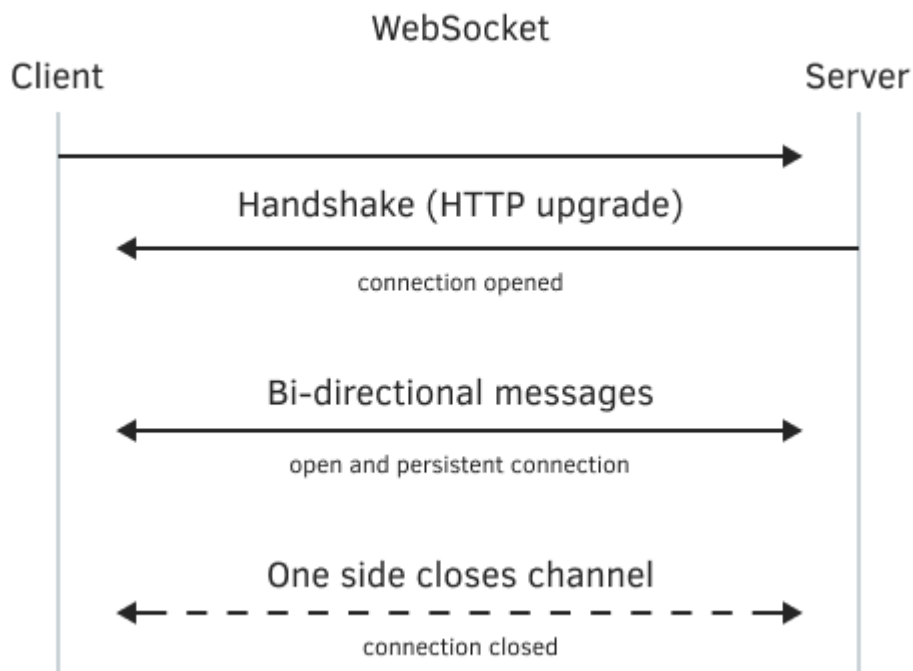 WebSocket
Client
Server
Handshake (HTTP upgrade)
connection opened
Bi-directional messages
open and persistent connection
One side closes channel
connection closed